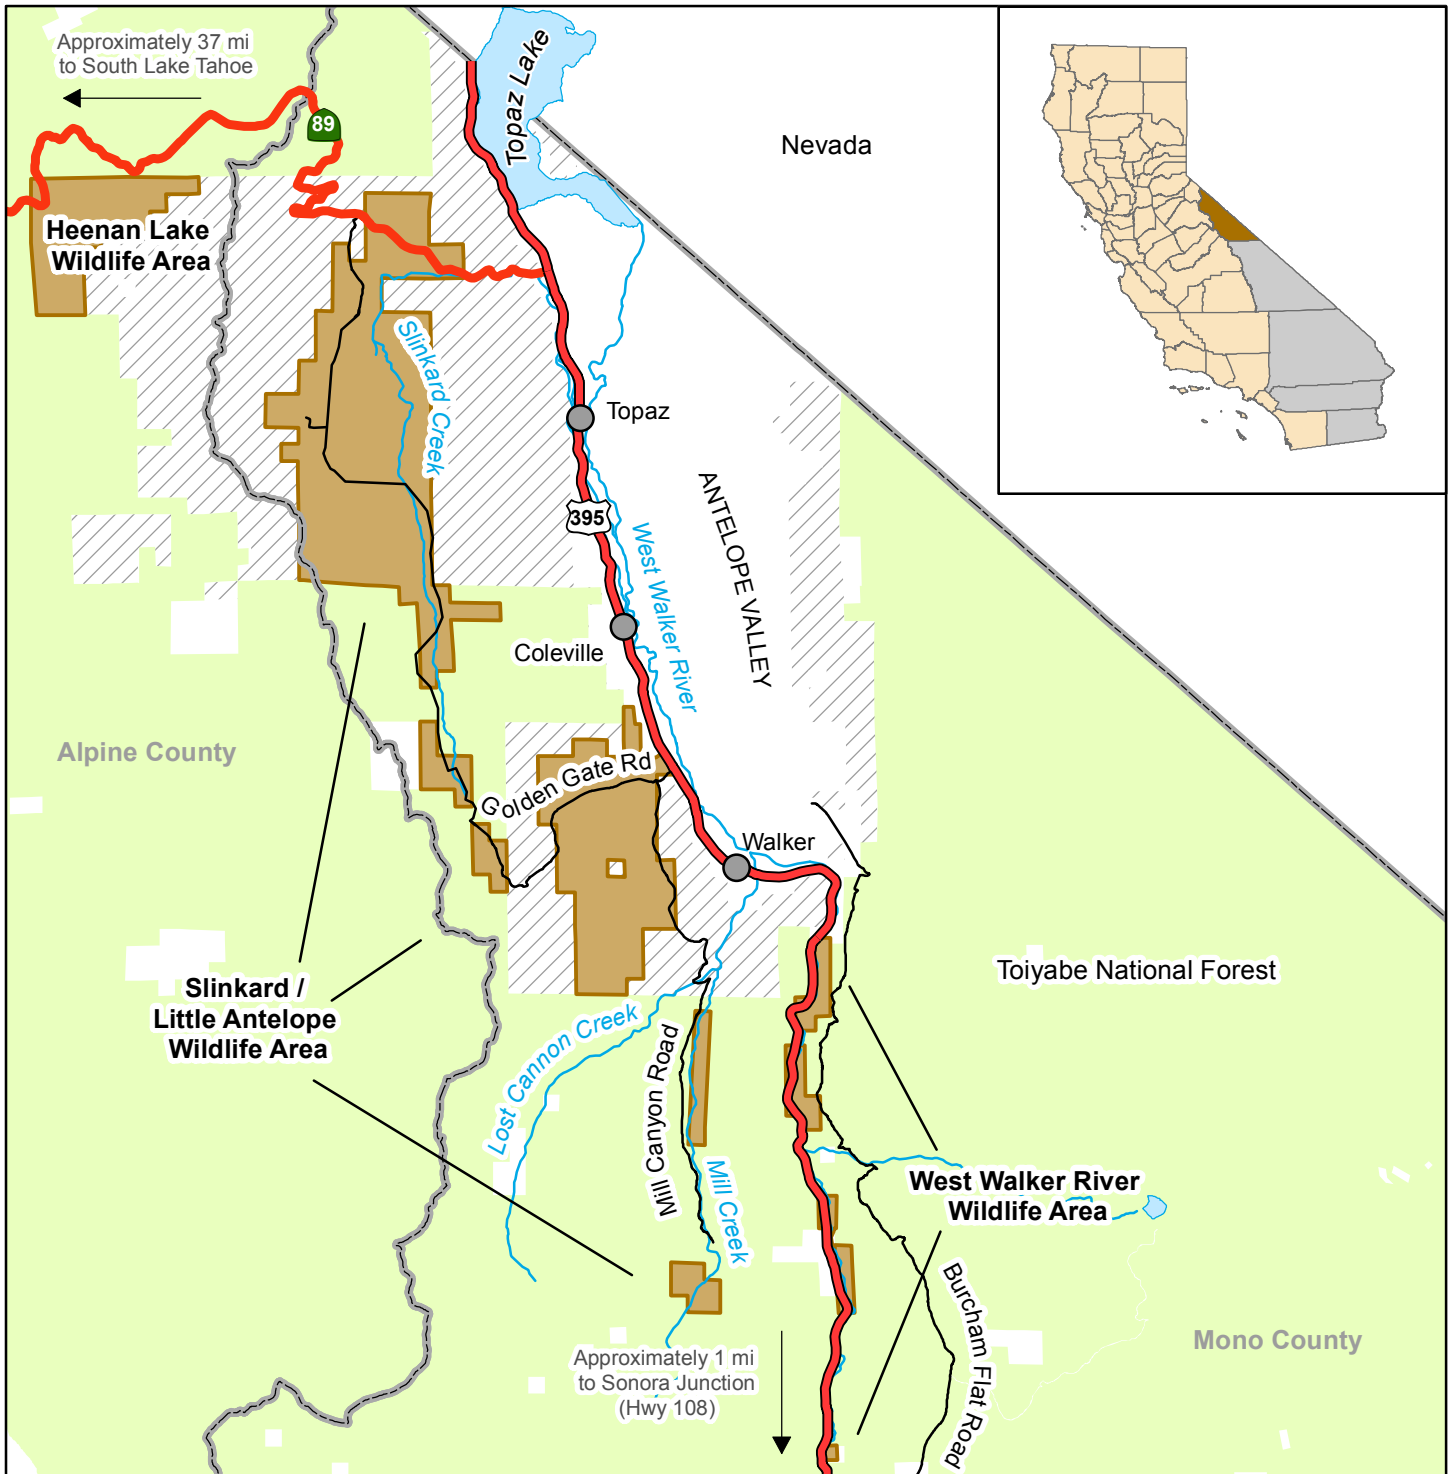 Approximately 37 mi
to South Lake Tahoe
89
Topaz Lake
Nevada
Heenan Lake
Wildlife Area
Slinkard Creek
Topaz
395
ANTELOPE VALLEY
West Walker River
Coleville
Alpine County
Golden Gate Rd
Walker
Toiyabe National Forest
Slinkard /
Little Antelope
Wildlife Area
Lost Cannon Creek
Mill Canyon Road
Mill Creek
West Walker River
Wildlife Area
Burcham Flat Road
Mono County
Approximately 1 mi
to Sonora Junction
(Hwy 108)